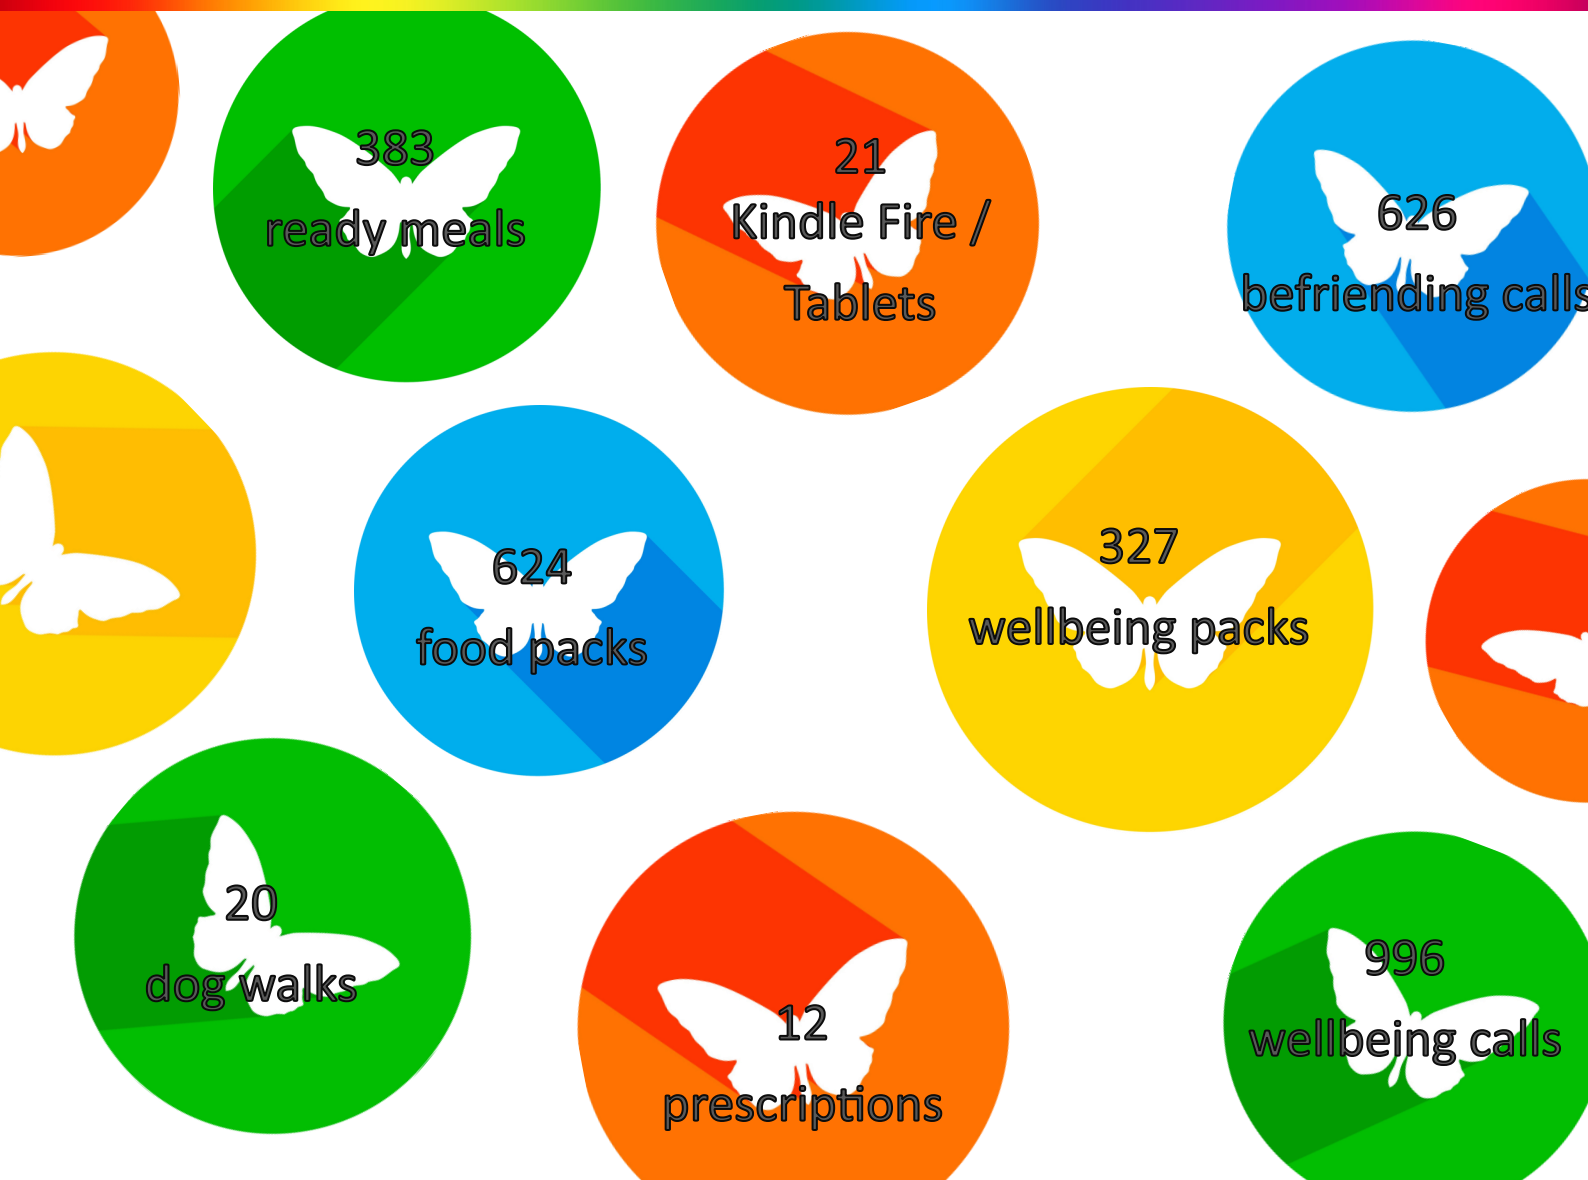 383
ready meals
21
Kindle Fire /
Tablets
626
befriending calls
624
food packs
327
wellbeing packs
20
dog walks
12
prescriptions
996
wellbeing calls